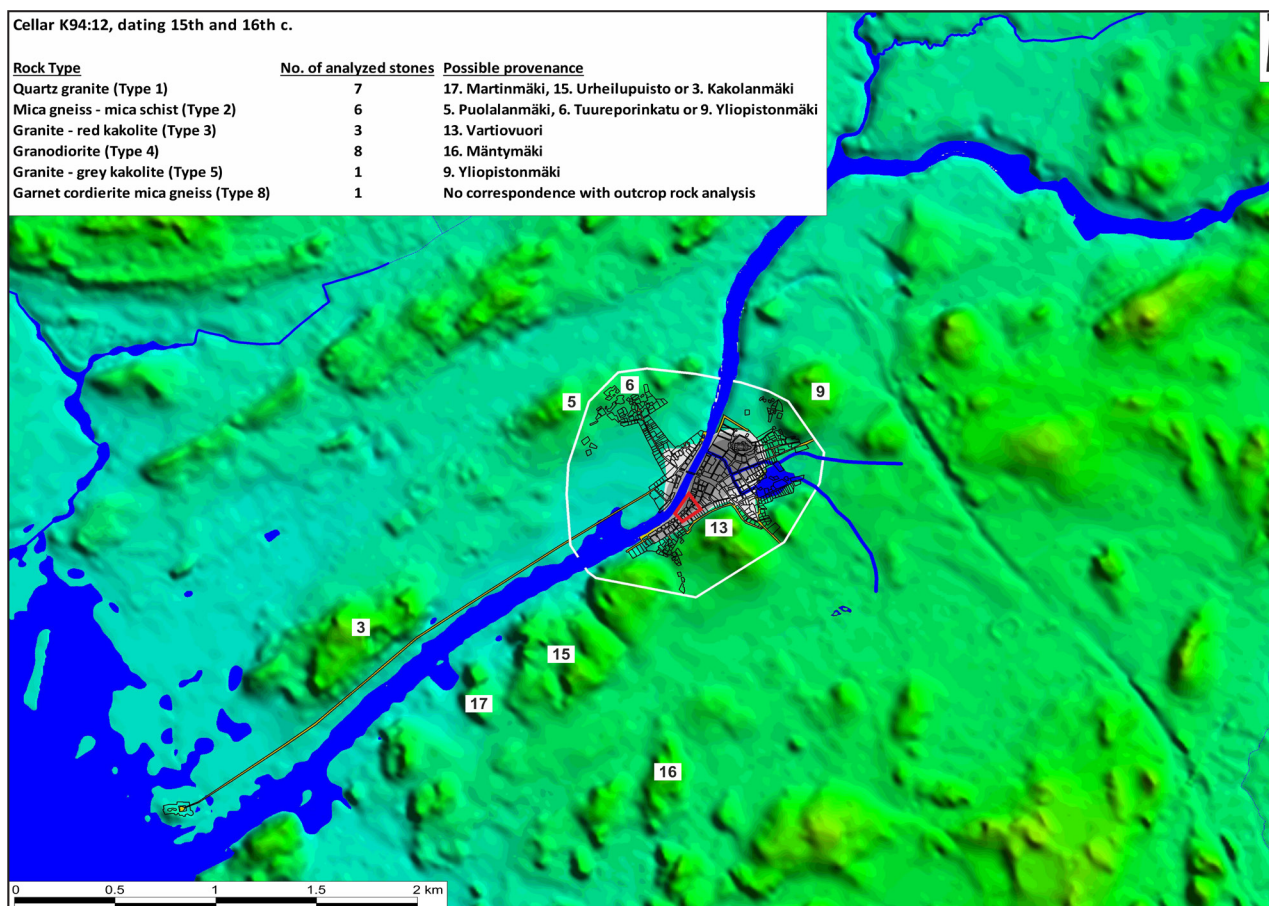 Cellar K94:12, dating 15th and 16th c.
Rock Type No. of analyzed stones Possible provenance
Quartz granite (Type 1) 7 17. Martinmäki, 15. Urheilupuisto or 3. Kakolanmäki
Mica gneiss - mica schist (Type 2) 6 5. Puolalanmäki, 6. Tuureporinkatu or 9. Yliopistonmäki
Granite - red kakolite (Type 3) 3 13. Vartiovuori
Granodiorite (Type 4) 8 16. Mäntymäki
Granite - grey kakolite (Type 5) 1 9. Yliopistonmäki
Garnet cordierite mica gneiss (Type 8) 1 No correspondence with outcrop rock analysis
6
5
9
13
3
15
17
16
0 0.5 1 1.5 2 km